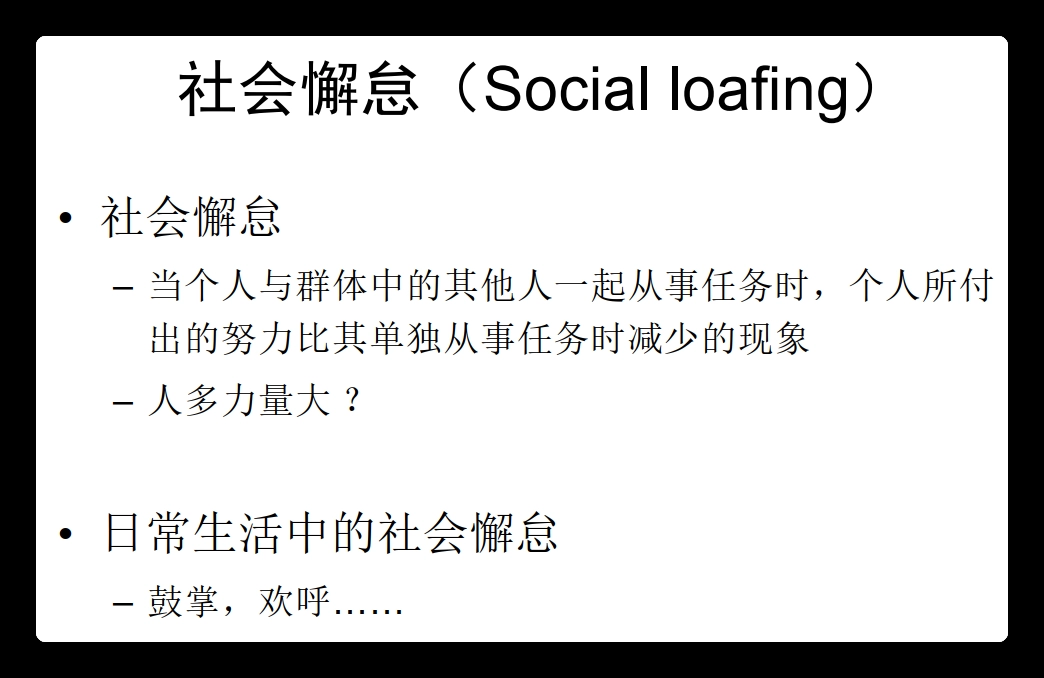 社会懈怠（Social loafing）
• 社会懈怠
– 当个人与群体中的其他人一起从事任务时，个人所付
出的努力比其单独从事任务时减少的现象
– 人多力量大？
• 日常生活中的社会懈怠
– 鼓掌，欢呼……